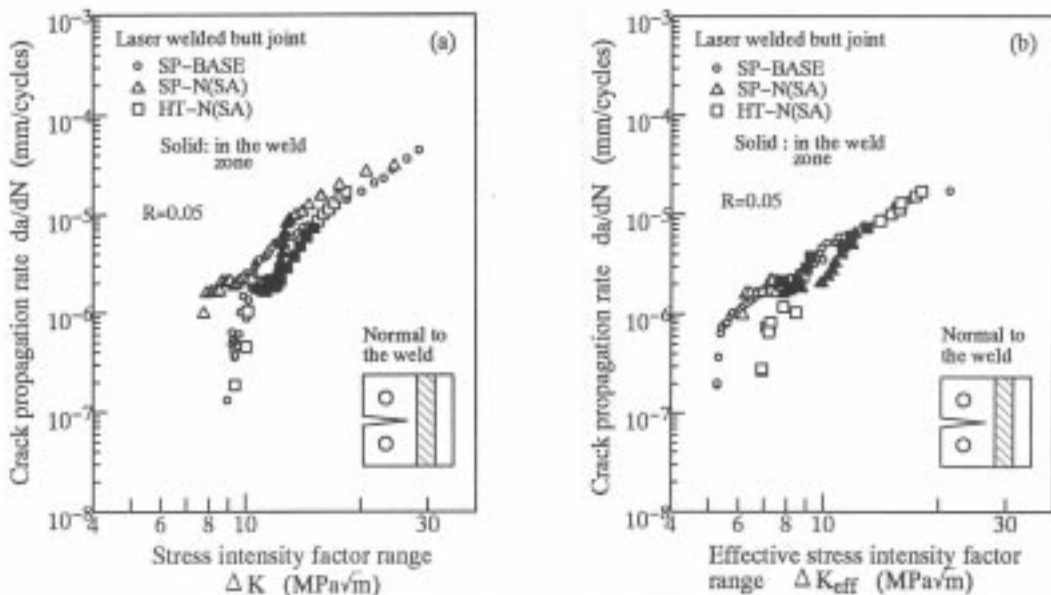 10⁻³
Laser welded butt joint
(a)
SP-BASE
SP-N(SA)
HT-N(SA)
10⁻⁴
Solid: in the weld
zone
R=0.05
10⁻⁵
10⁻⁶
Normal to
the weld
10⁻⁷
10⁻⁸
4 6 8 10 30
Crack propagation rate da/dN (mm/cycles)
Stress intensity factor range
ΔK (MPa√m)
10⁻³
Laser welded butt joint
(b)
SP-BASE
SP-N(SA)
HT-N(SA)
10⁻⁴
Solid : in the weld
zone
R=0.05
10⁻⁵
10⁻⁶
Normal to
the weld
10⁻⁷
10⁻⁸
4 6 8 10 20
Crack propagation rate da/dN (mm/cycles)
Effective stress intensity factor
range ΔKeff (MPa√m)